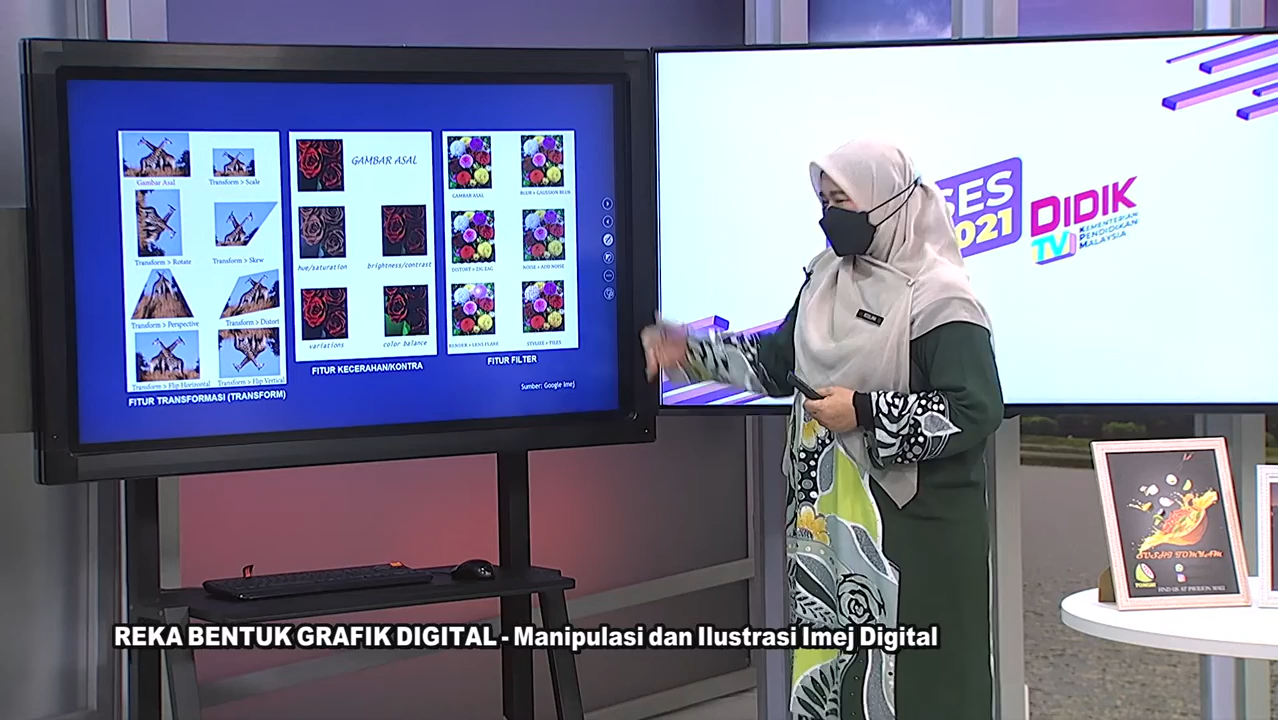 Gambar Asal
Transform > Scale
Transform > Rotate
Transform > Skew
Transform > Perspective
Transform > Distort
Transform > Flip Horizontal
Transform > Flip Vertical
FITUR TRANSFORMASI (TRANSFORM)
GAMBAR ASAL
hue/saturation
brightness/contrast
variations
color balance
FITUR KECERAHAN/KONTRA
GAMBAR ASAL
BLUR > GAUSSIAN BLUR
DISTORT > ZIG ZAG
NOISE > ADD NOISE
RENDER > LENS FLARE
STYLIZE > TILES
FITUR FILTER
Sumber: Google Imej
SES
2021
DIDIK
TV
KEMENTERIAN
PENDIDIKAN
MALAYSIA
SUSHI TOMYAM
REKA BENTUK GRAFIK DIGITAL - Manipulasi dan Ilustrasi Imej Digital